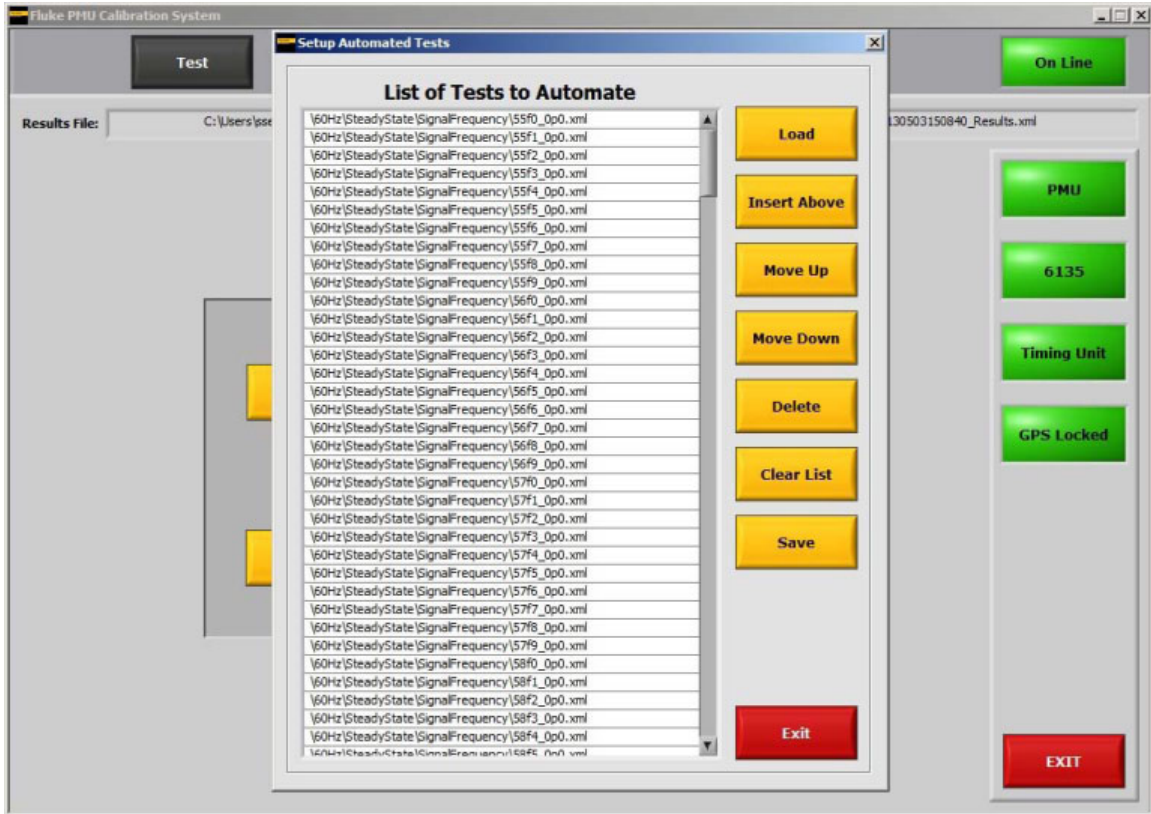 Fluke PMU Calibration System
Setup Automated Tests
Test
On Line
List of Tests to Automate
Results File:
C:\Users\sse
130503150840_Results.xml
\60Hz\SteadyState\SignalFrequency\55f0_0p0.xml
\60Hz\SteadyState\SignalFrequency\55f1_0p0.xml
\60Hz\SteadyState\SignalFrequency\55f2_0p0.xml
\60Hz\SteadyState\SignalFrequency\55f3_0p0.xml
\60Hz\SteadyState\SignalFrequency\55f4_0p0.xml
\60Hz\SteadyState\SignalFrequency\55f5_0p0.xml
\60Hz\SteadyState\SignalFrequency\55f6_0p0.xml
\60Hz\SteadyState\SignalFrequency\55f7_0p0.xml
\60Hz\SteadyState\SignalFrequency\55f8_0p0.xml
\60Hz\SteadyState\SignalFrequency\55f9_0p0.xml
\60Hz\SteadyState\SignalFrequency\56f0_0p0.xml
\60Hz\SteadyState\SignalFrequency\56f1_0p0.xml
\60Hz\SteadyState\SignalFrequency\56f2_0p0.xml
\60Hz\SteadyState\SignalFrequency\56f3_0p0.xml
\60Hz\SteadyState\SignalFrequency\56f4_0p0.xml
\60Hz\SteadyState\SignalFrequency\56f5_0p0.xml
\60Hz\SteadyState\SignalFrequency\56f6_0p0.xml
\60Hz\SteadyState\SignalFrequency\56f7_0p0.xml
\60Hz\SteadyState\SignalFrequency\56f8_0p0.xml
\60Hz\SteadyState\SignalFrequency\56f9_0p0.xml
\60Hz\SteadyState\SignalFrequency\57f0_0p0.xml
\60Hz\SteadyState\SignalFrequency\57f1_0p0.xml
\60Hz\SteadyState\SignalFrequency\57f2_0p0.xml
\60Hz\SteadyState\SignalFrequency\57f3_0p0.xml
\60Hz\SteadyState\SignalFrequency\57f4_0p0.xml
\60Hz\SteadyState\SignalFrequency\57f5_0p0.xml
\60Hz\SteadyState\SignalFrequency\57f6_0p0.xml
\60Hz\SteadyState\SignalFrequency\57f7_0p0.xml
\60Hz\SteadyState\SignalFrequency\57f8_0p0.xml
\60Hz\SteadyState\SignalFrequency\57f9_0p0.xml
\60Hz\SteadyState\SignalFrequency\58f0_0p0.xml
\60Hz\SteadyState\SignalFrequency\58f1_0p0.xml
\60Hz\SteadyState\SignalFrequency\58f2_0p0.xml
\60Hz\SteadyState\SignalFrequency\58f3_0p0.xml
\60Hz\SteadyState\SignalFrequency\58f4_0p0.xml
\60Hz\SteadyState\SignalFrequency\58f5_0p0.xml
Load
Insert Above
Move Up
Move Down
Delete
Clear List
Save
Exit
PMU
6135
Timing Unit
GPS Locked
EXIT